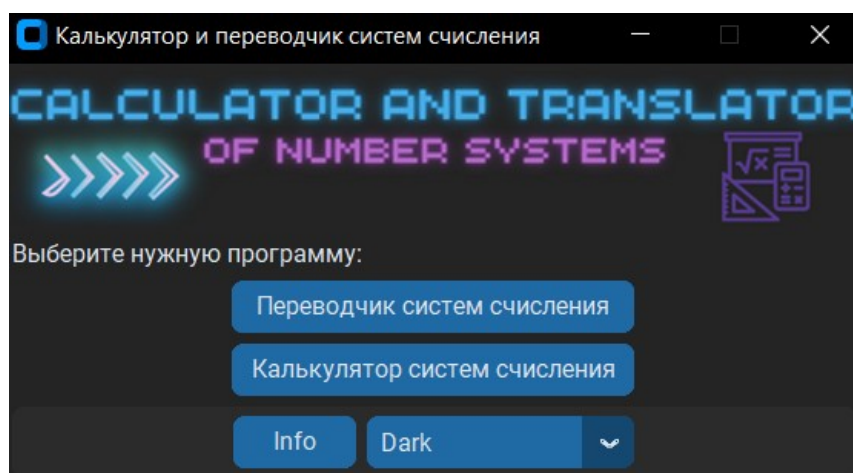 Калькулятор и переводчик систем счисления
CALCULATOR AND TRANSLATOR
OF NUMBER SYSTEMS
√x
Выберите нужную программу:
Переводчик систем счисления
Калькулятор систем счисления
Info Dark